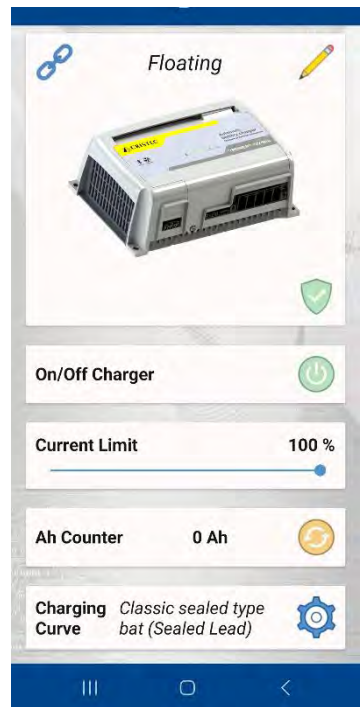 Floating
CRISTEC
On/Off Charger
Current Limit 100 %
Ah Counter 0 Ah
Charging Curve Classic sealed type bat (Sealed Lead)